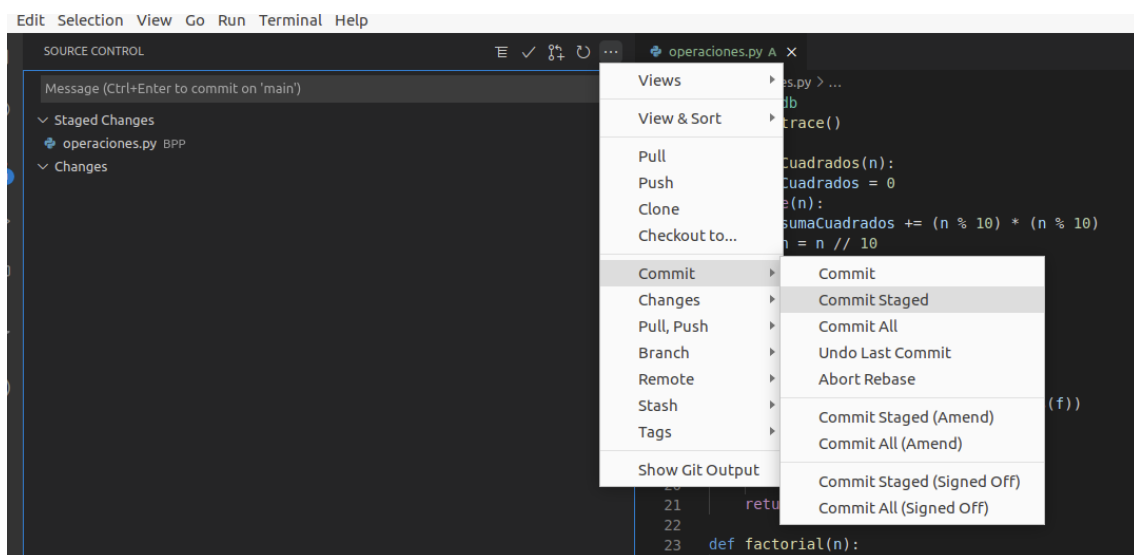 Edit Selection View Go Run Terminal Help
SOURCE CONTROL
operaciones.py A
Message (Ctrl+Enter to commit on 'main')
Staged Changes
operaciones.py BPP
Changes
Views
View & Sort
Pull
Push
Clone
Checkout to...
Commit
Changes
Pull, Push
Branch
Remote
Stash
Tags
Show Git Output
Commit
Commit Staged
Commit All
Undo Last Commit
Abort Rebase
Commit Staged (Amend)
Commit All (Amend)
Commit Staged (Signed Off)
Commit All (Signed Off)
es.py > ...
db
trace()
Cuadrados(n):
Cuadrados = 0
e(n):
sumaCuadrados += (n % 10) * (n % 10)
n = n // 10
(f))
21 retu
22
23 def factorial(n):